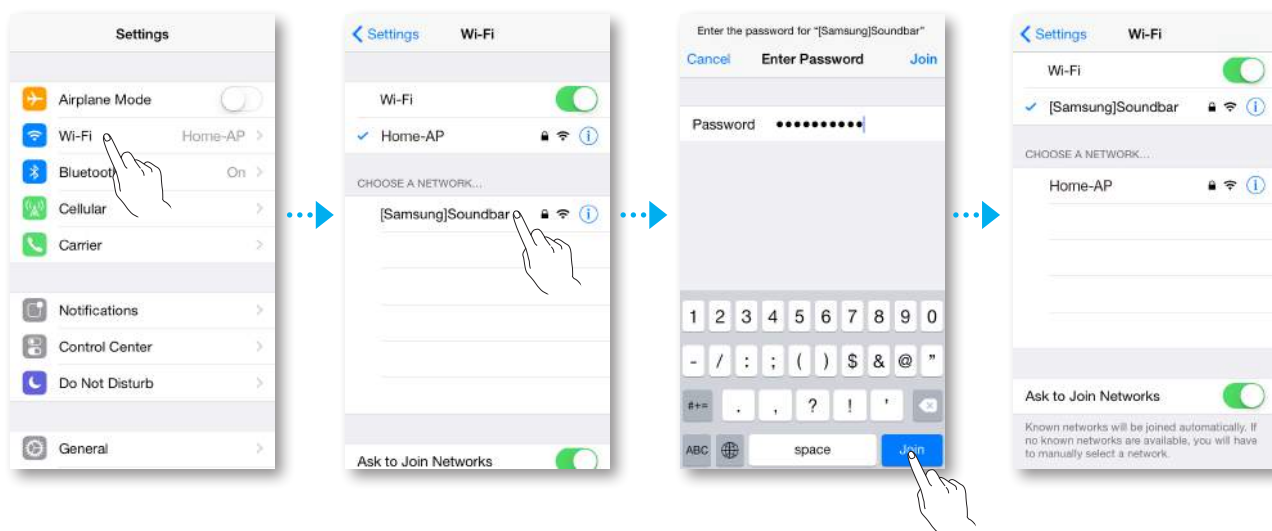 Settings
Airplane Mode
Wi-Fi Home-AP
Bluetoot On
Cellular
Carrier
Notifications
Control Center
Do Not Disturb
General
Settings Wi-Fi
Wi-Fi
Home-AP
CHOOSE A NETWORK...
[Samsung]Soundbar
Ask to Join Networks
Enter the password for "[Samsung]Soundbar"
Cancel Enter Password Join
Password ••••••••••
1 2 3 4 5 6 7 8 9 0
- / : ; ( ) $ & @ "
#+= . , ? ! '
ABC space Join
Settings Wi-Fi
Wi-Fi
[Samsung]Soundbar
CHOOSE A NETWORK...
Home-AP
Ask to Join Networks
Known networks will be joined automatically. If
no known networks are available, you will have
to manually select a network.